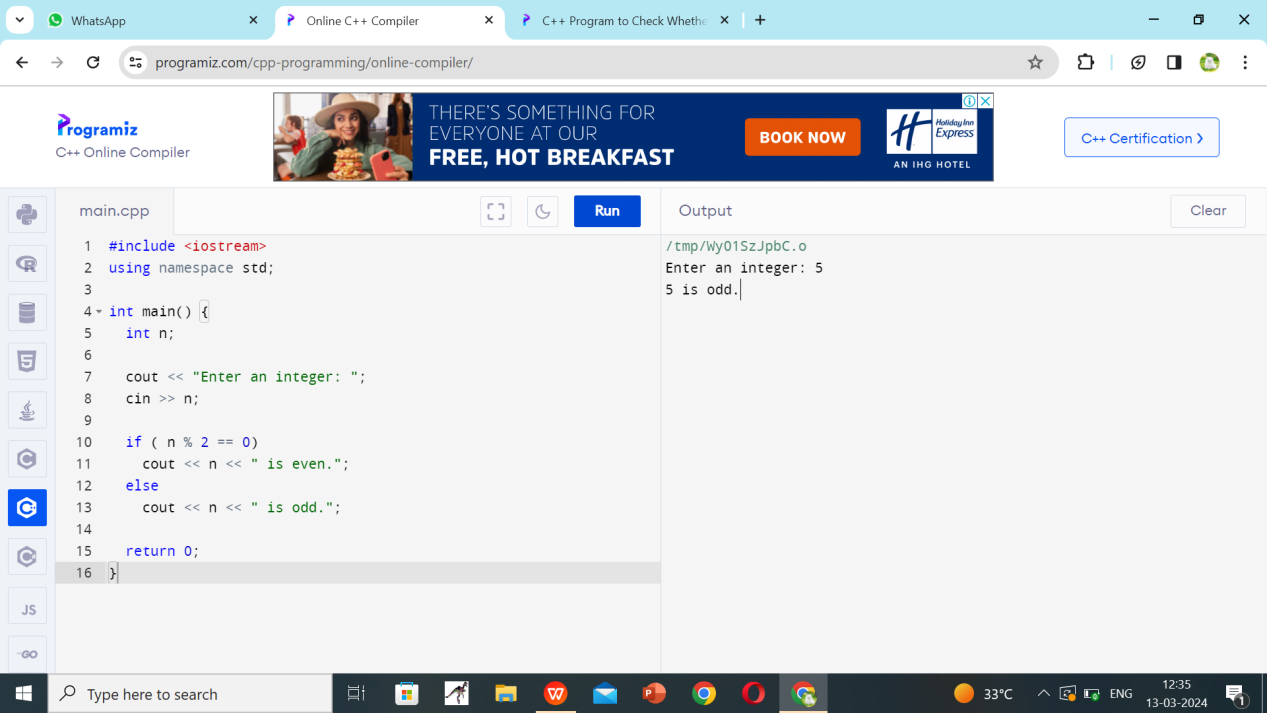 WhatsApp
Online C++ Compiler
C++ Program to Check Whethe
programiz.com/cpp-programming/online-compiler/
Programiz
C++ Online Compiler
THERE'S SOMETHING FOR
EVERYONE AT OUR
FREE, HOT BREAKFAST
BOOK NOW
Holiday Inn
Express
AN IHG HOTEL
C++ Certification >
main.cpp
Run
Output
Clear
1 #include <iostream>
2 using namespace std;
3
4 int main() {
5 int n;
6
7 cout << "Enter an integer: ";
8 cin >> n;
9
10 if ( n % 2 == 0)
11 cout << n << " is even.";
12 else
13 cout << n << " is odd.";
14
15 return 0;
16 }
/tmp/WyO1SzJpbC.o
Enter an integer: 5
5 is odd.
JS
GO
Type here to search
33°C
ENG
12:35
13-03-2024
1